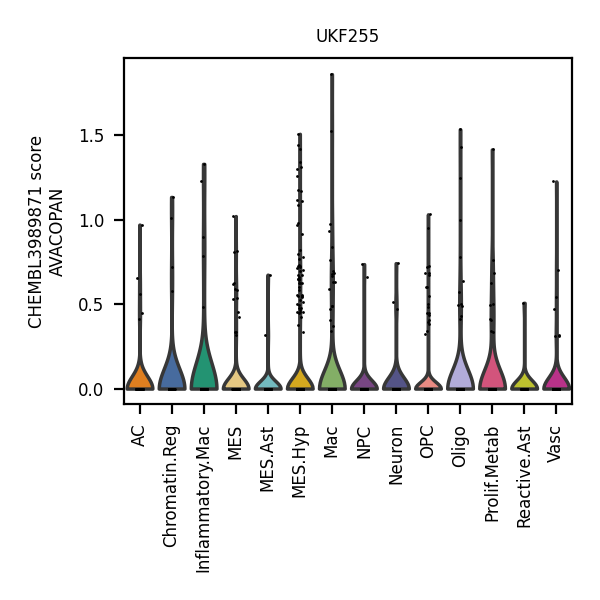 UKF255
CHEMBL3989871 score
AVACOPAN
1.5
1.0
0.5
0.0
AC
Chromatin.Reg
Inflammatory.Mac
MES
MES.Ast
MES.Hyp
Mac
NPC
Neuron
OPC
Oligo
Prolif.Metab
Reactive.Ast
Vasc